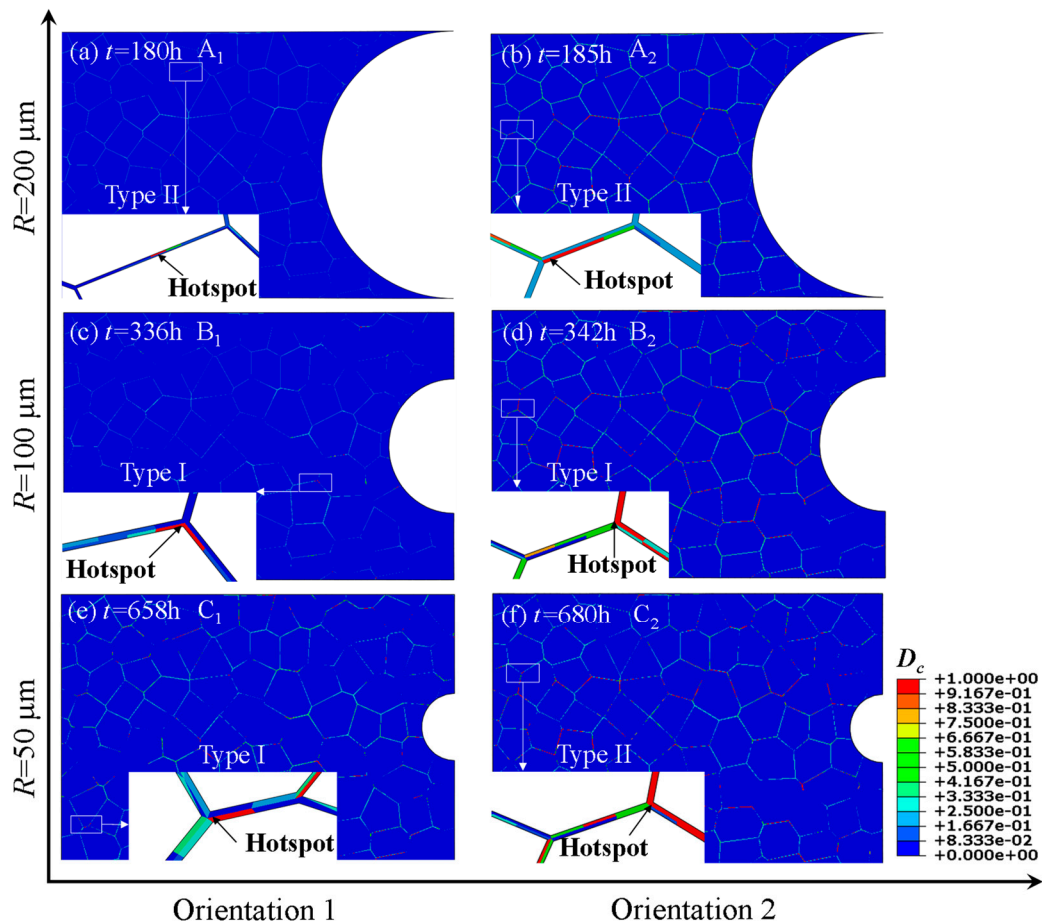 R=200 μm
(a) t=180h A1
Type II
Hotspot
(b) t=185h A2
Type II
Hotspot
R=100 μm
(c) t=336h B1
Type I
Hotspot
(d) t=342h B2
Type I
Hotspot
R=50 μm
(e) t=658h C1
Type I
Hotspot
(f) t=680h C2
Type II
Hotspot
Dc
+1.000e+00
+9.167e-01
+8.333e-01
+7.500e-01
+6.667e-01
+5.833e-01
+5.000e-01
+4.167e-01
+3.333e-01
+2.500e-01
+1.667e-01
+8.333e-02
+0.000e+00
Orientation 1
Orientation 2